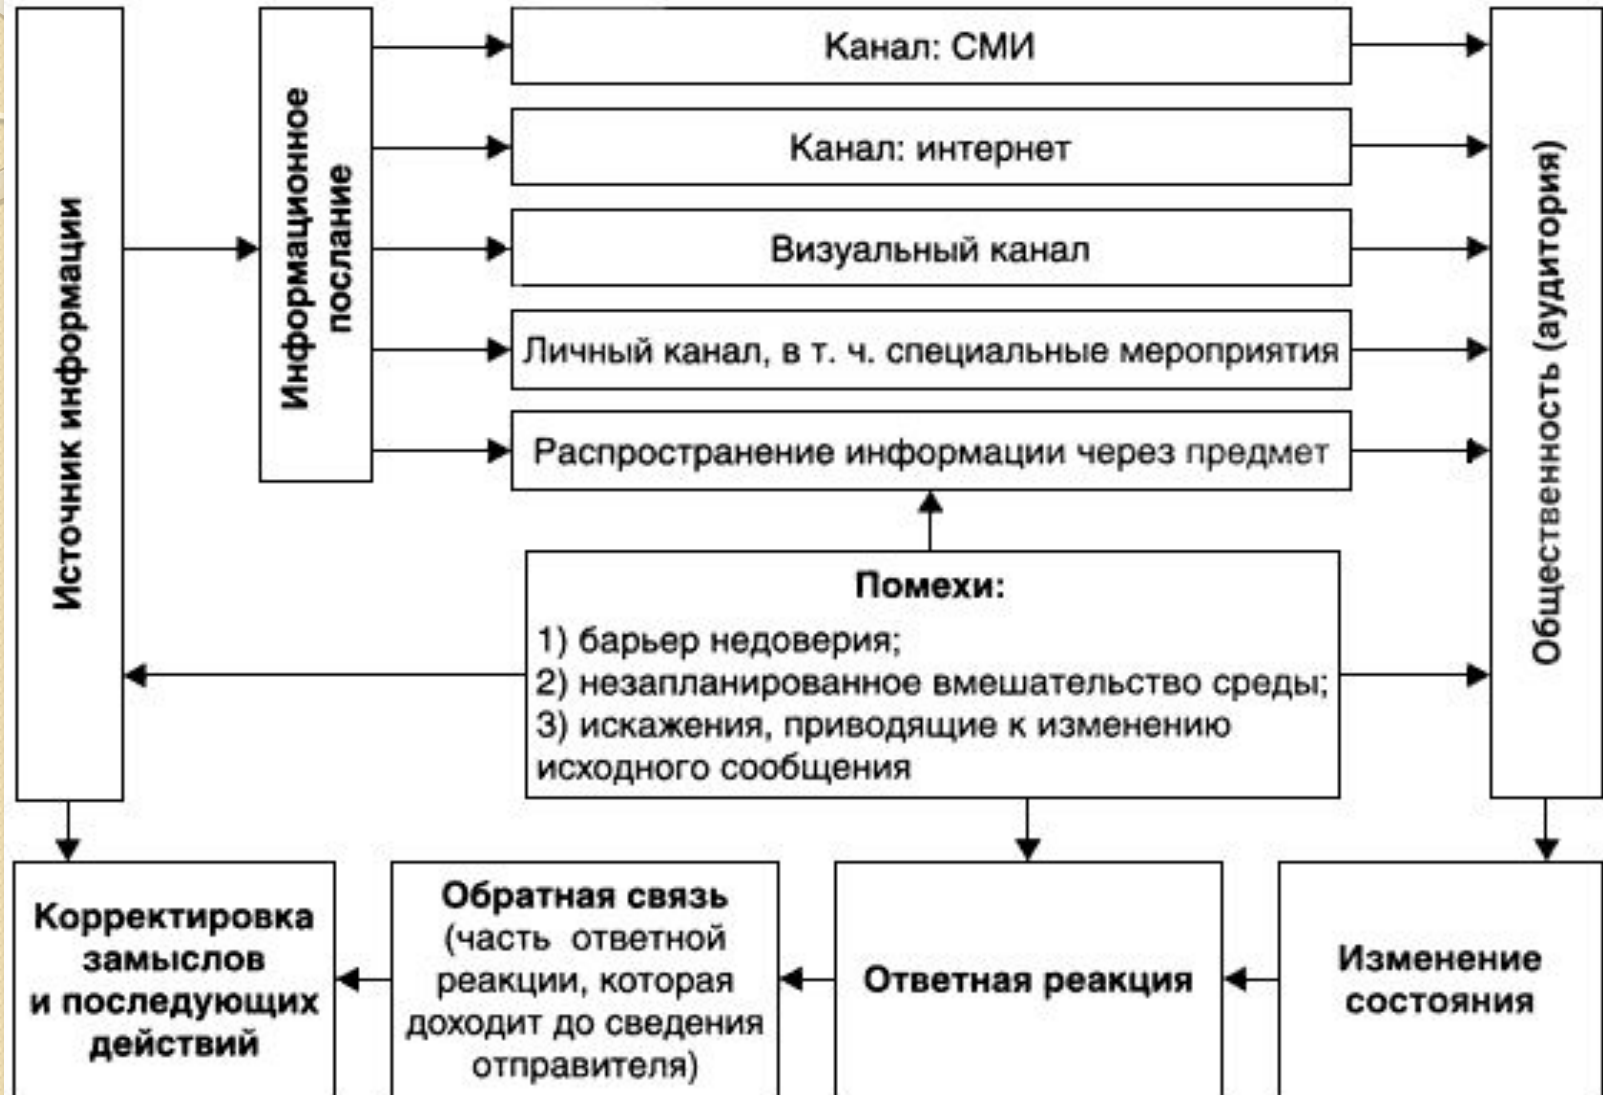 Источник информации
Информационное
послание
Канал: СМИ
Канал: интернет
Визуальный канал
Личный канал, в т. ч. специальные мероприятия
Распространение информации через предмет
Общественность (аудитория)
Помехи:
1) барьер недоверия;
2) незапланированное вмешательство среды;
3) искажения, приводящие к изменению
исходного сообщения
Корректировка
замыслов
и последующих
действий
Обратная связь
(часть ответной
реакции, которая
доходит до сведения
отправителя)
Ответная реакция
Изменение
состояния